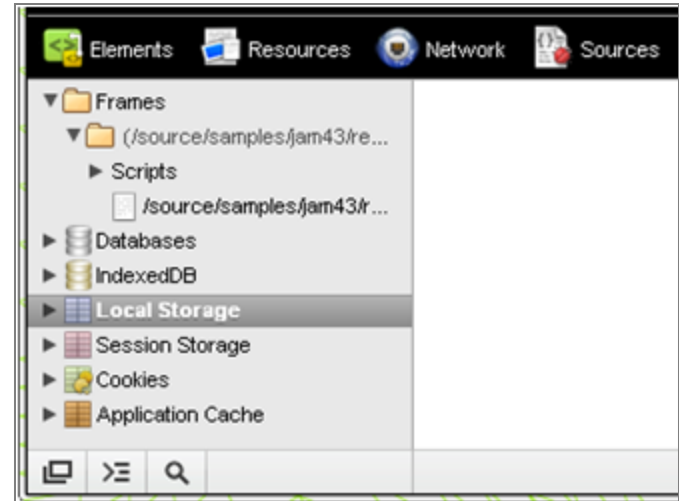 Elements Resources Network Sources
Frames
(/source/samples/jam43/re...
Scripts
/source/samples/jam43/r...
Databases
IndexedDB
Local Storage
Session Storage
Cookies
Application Cache